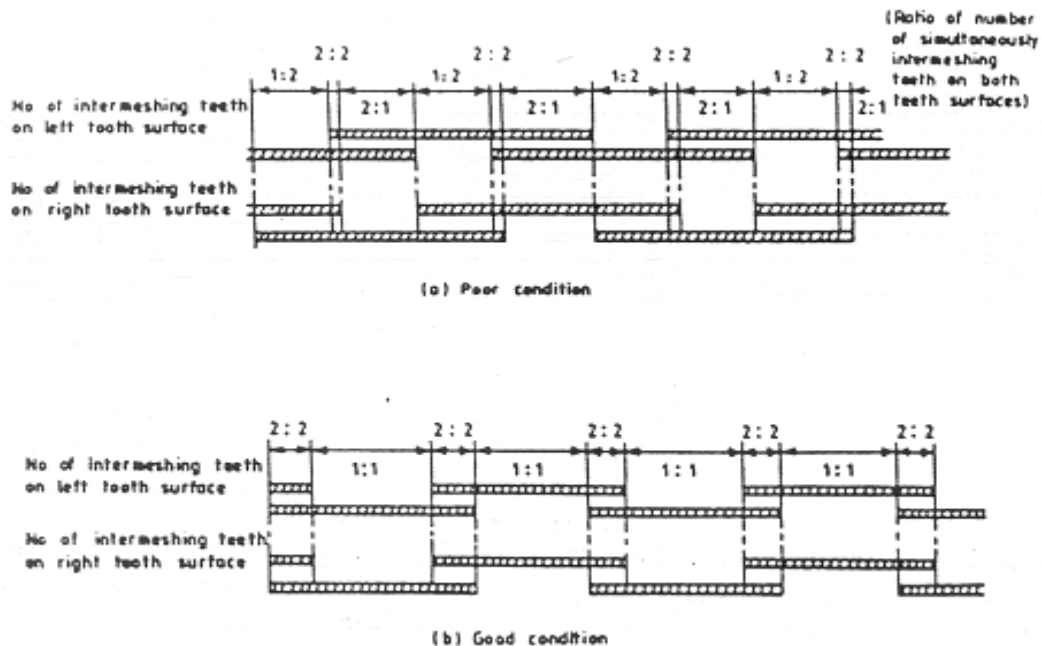 (Ratio of number
of simultaneously
intermeshing
teeth on both
teeth surfaces)
2:2 2:2 2:2 2:2
1:2 1:2 1:2 1:2
2:1 2:1 2:1 2:1
No of intermeshing teeth
on left tooth surface
No of intermeshing teeth
on right tooth surface
(a) Poor condition
2:2 2:2 2:2 2:2 2:2
1:1 1:1 1:1 1:1
No of intermeshing teeth
on left tooth surface
No of intermeshing teeth
on right tooth surface
(b) Good condition